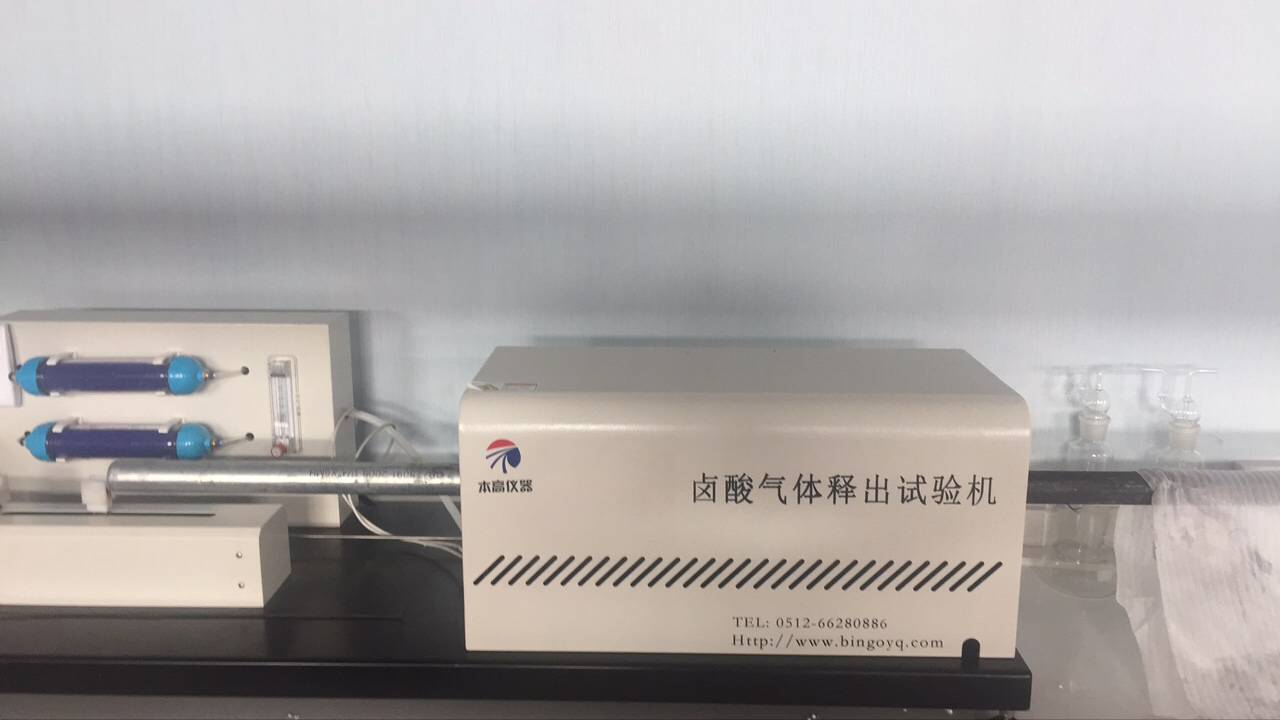 本高仪器
卤酸气体释出试验机
TEL: 0512-66280886
Http://www.bingoyq.com